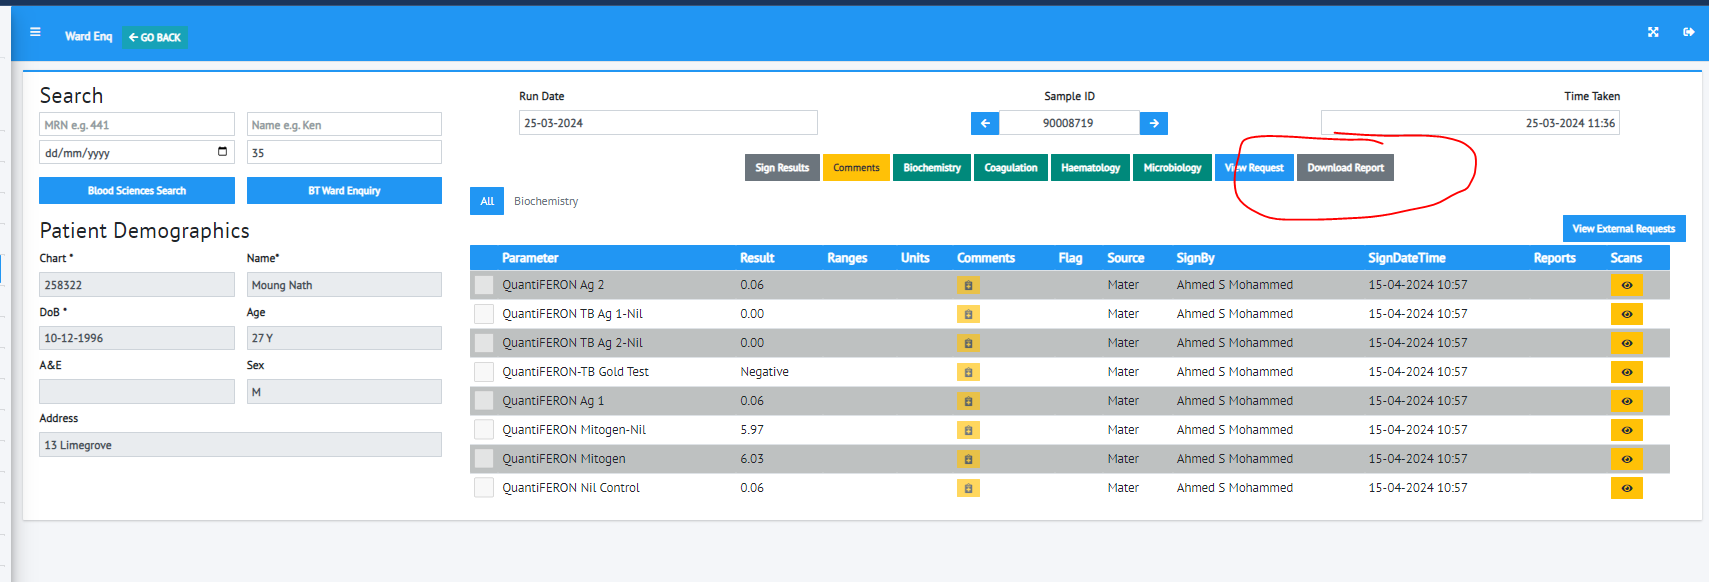 Ward Enq GO BACK
Search
MRN e.g. 441 Name e.g. Ken
dd/mm/yyyy 35
Blood Sciences Search BT Ward Enquiry
Patient Demographics
Chart * Name*
258322 Moung Nath
DoB * Age
10-12-1996 27 Y
A&E Sex
M
Address
13 Limegrove
Run Date Sample ID Time Taken
25-03-2024 90008719 25-03-2024 11:36
Sign Results Comments Biochemistry Coagulation Haematology Microbiology View Request Download Report
All Biochemistry
View External Requests
Parameter Result Ranges Units Comments Flag Source SignBy SignDateTime Reports Scans
QuantiFERON Ag 2 0.06 Mater Ahmed S Mohammed 15-04-2024 10:57
QuantiFERON TB Ag 1-Nil 0.00 Mater Ahmed S Mohammed 15-04-2024 10:57
QuantiFERON TB Ag 2-Nil 0.00 Mater Ahmed S Mohammed 15-04-2024 10:57
QuantiFERON-TB Gold Test Negative Mater Ahmed S Mohammed 15-04-2024 10:57
QuantiFERON Ag 1 0.06 Mater Ahmed S Mohammed 15-04-2024 10:57
QuantiFERON Mitogen-Nil 5.97 Mater Ahmed S Mohammed 15-04-2024 10:57
QuantiFERON Mitogen 6.03 Mater Ahmed S Mohammed 15-04-2024 10:57
QuantiFERON Nil Control 0.06 Mater Ahmed S Mohammed 15-04-2024 10:57